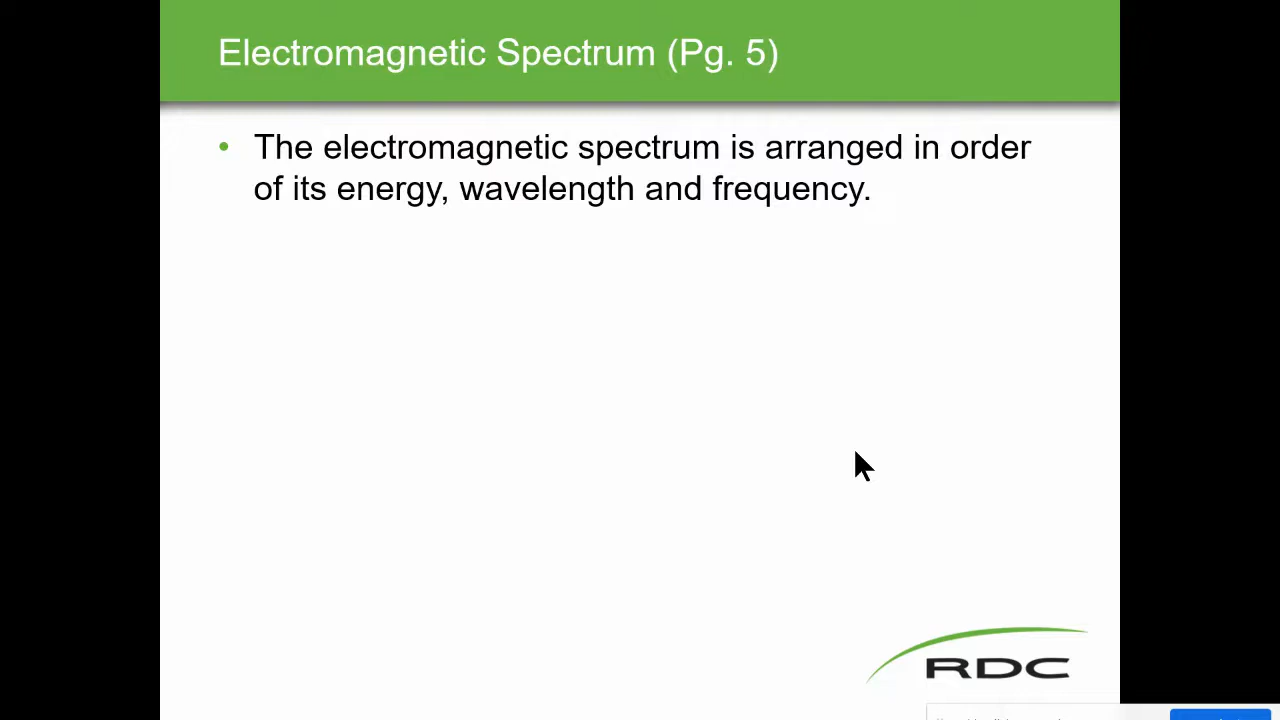 Electromagnetic Spectrum (Pg. 5)
• The electromagnetic spectrum is arranged in order
of its energy, wavelength and frequency.
RDC